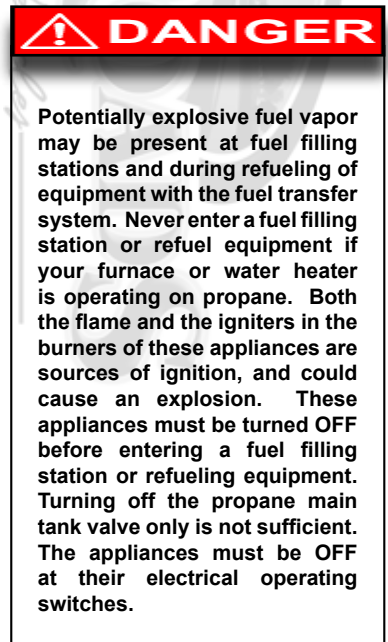 DANGER
Potentially explosive fuel vapor
may be present at fuel filling
stations and during refueling of
equipment with the fuel transfer
system. Never enter a fuel filling
station or refuel equipment if
your furnace or water heater
is operating on propane. Both
the flame and the igniters in the
burners of these appliances are
sources of ignition, and could
cause an explosion. These
appliances must be turned OFF
before entering a fuel filling
station or refueling equipment.
Turning off the propane main
tank valve only is not sufficient.
The appliances must be OFF
at their electrical operating
switches.